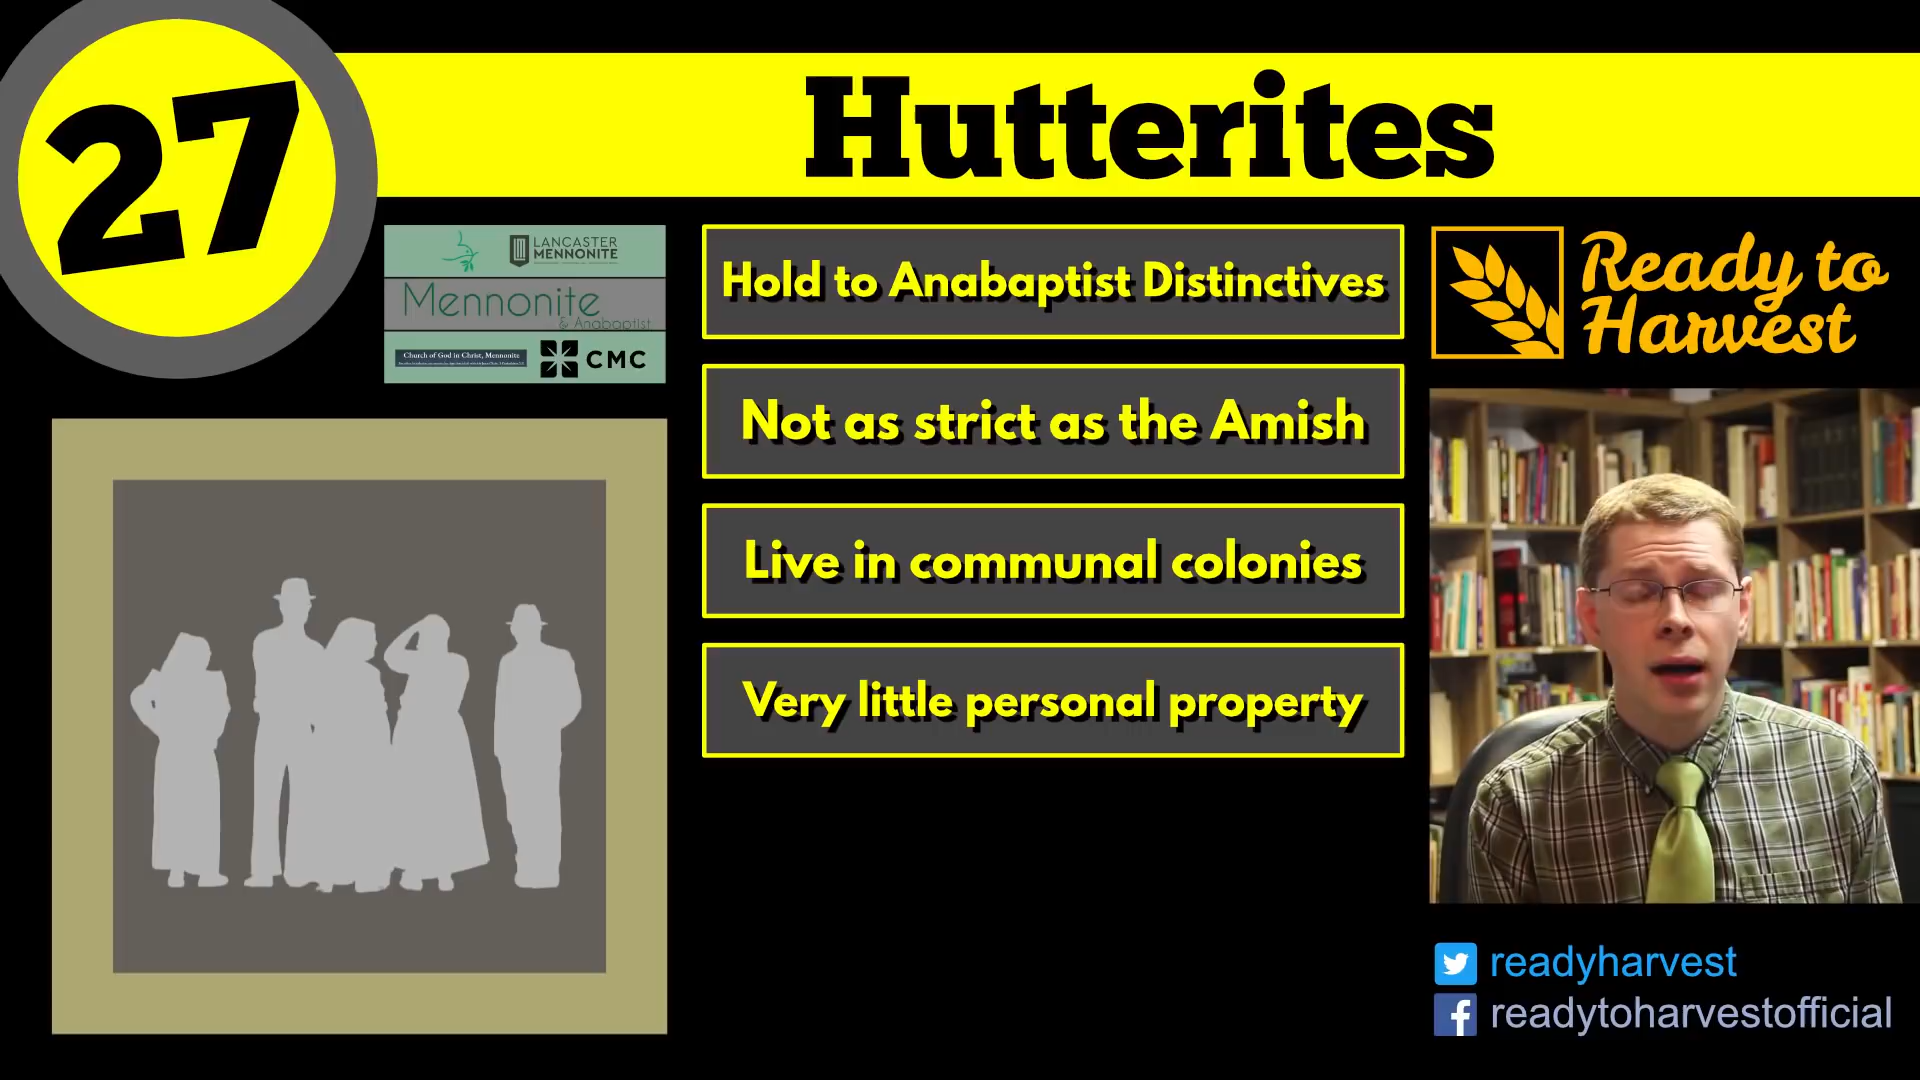 27
Hutterites
LANCASTER
MENNONITE
Mennonite
& Anabaptist
Church of God in Christ, Mennonite
CMC
Hold to Anabaptist Distinctives
Not as strict as the Amish
Live in communal colonies
Very little personal property
Ready to
Harvest
readyharvest
readytoharvestofficial